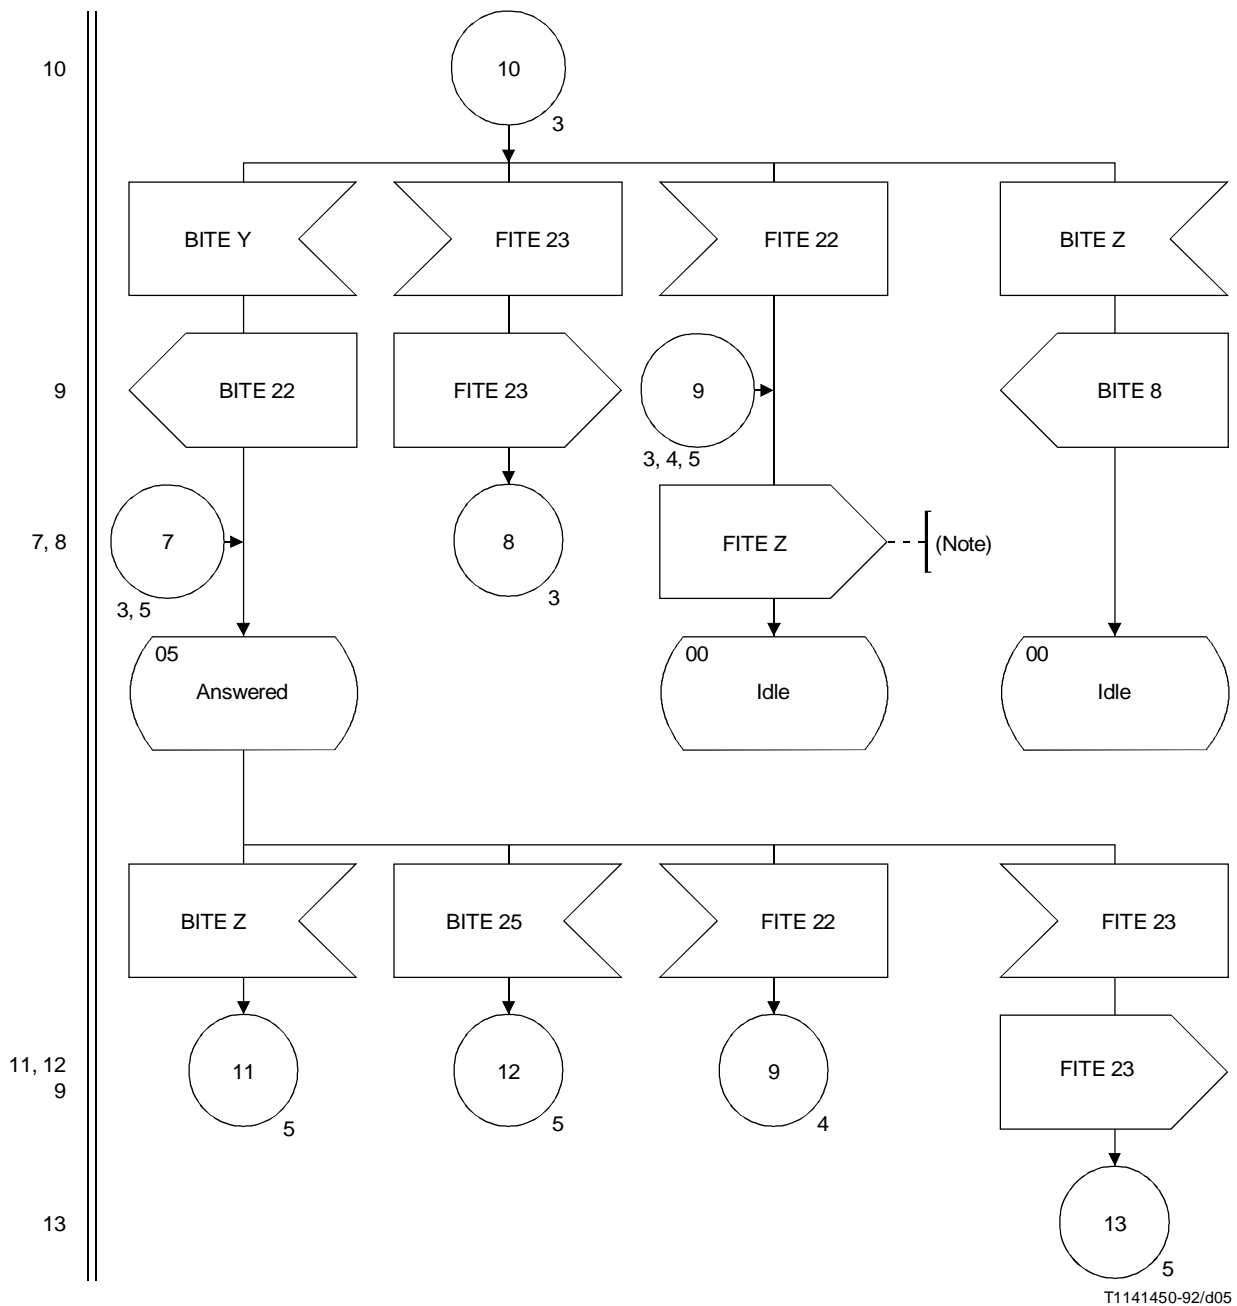 10
10
3
BITE Y
FITE 23
FITE 22
BITE Z
9
BITE 22
FITE 23
9
BITE 8
3, 4, 5
7, 8
7
8
FITE Z
(Note)
3, 5
3
05
Answered
00
Idle
00
Idle
BITE Z
BITE 25
FITE 22
FITE 23
11, 12
9
11
12
9
FITE 23
5
5
4
13
13
5
T1141450-92/d05